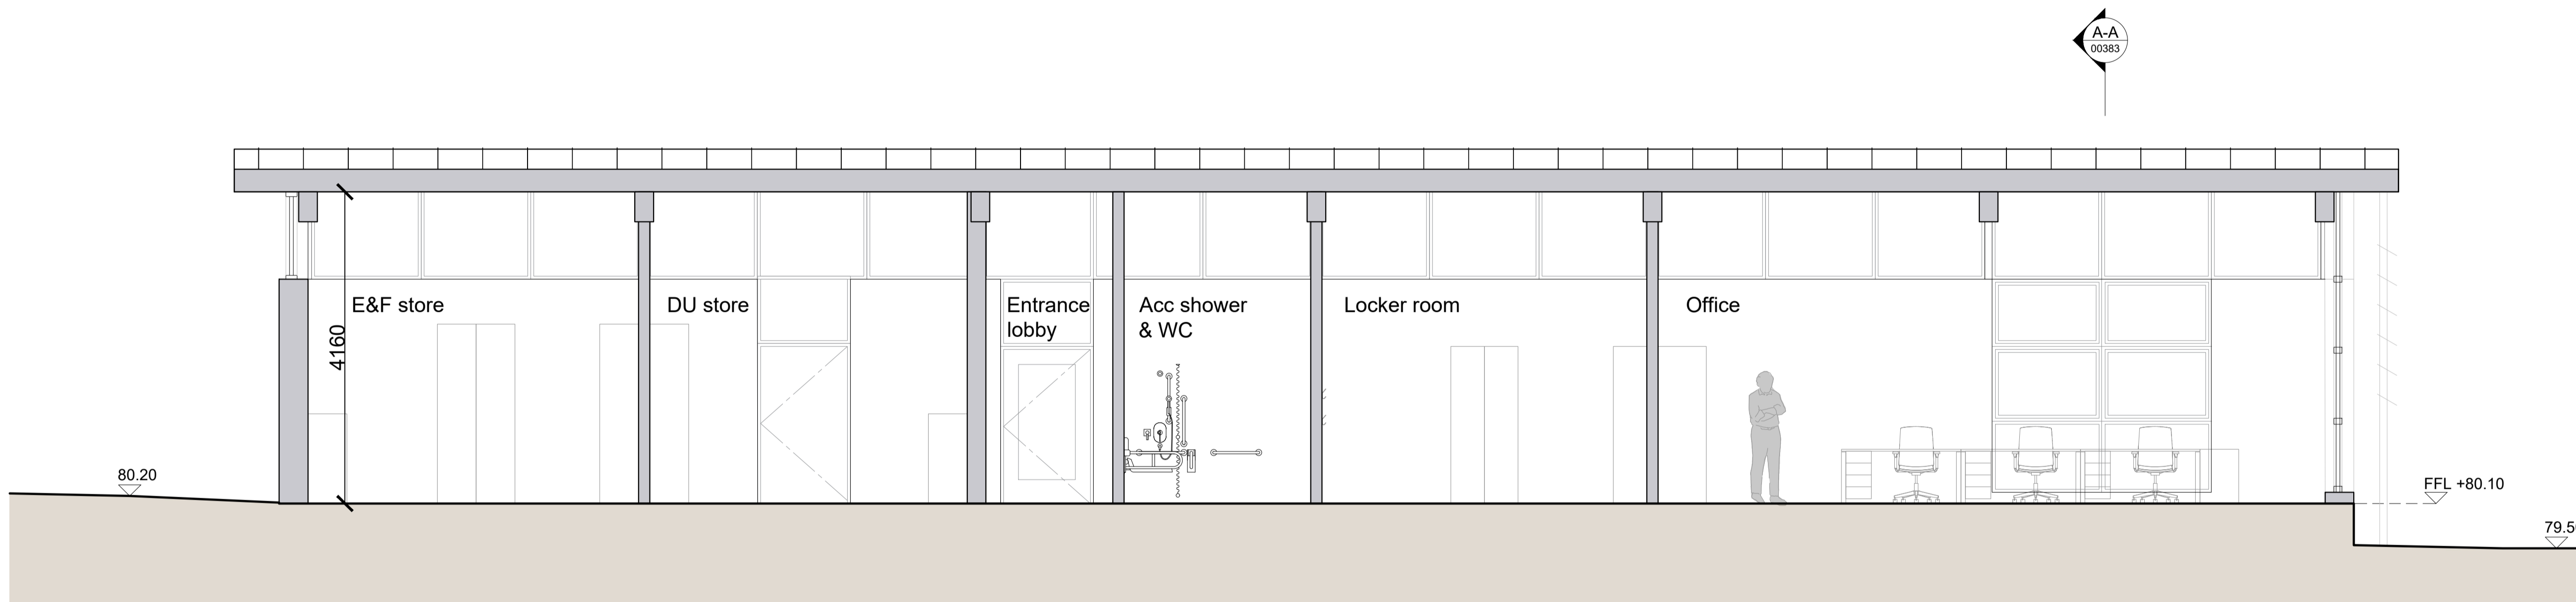 A-A
00383
E&F store
DU store
Entrance
lobby
Acc shower
& WC
Locker room
Office
4160
80.20
FFL +80.10